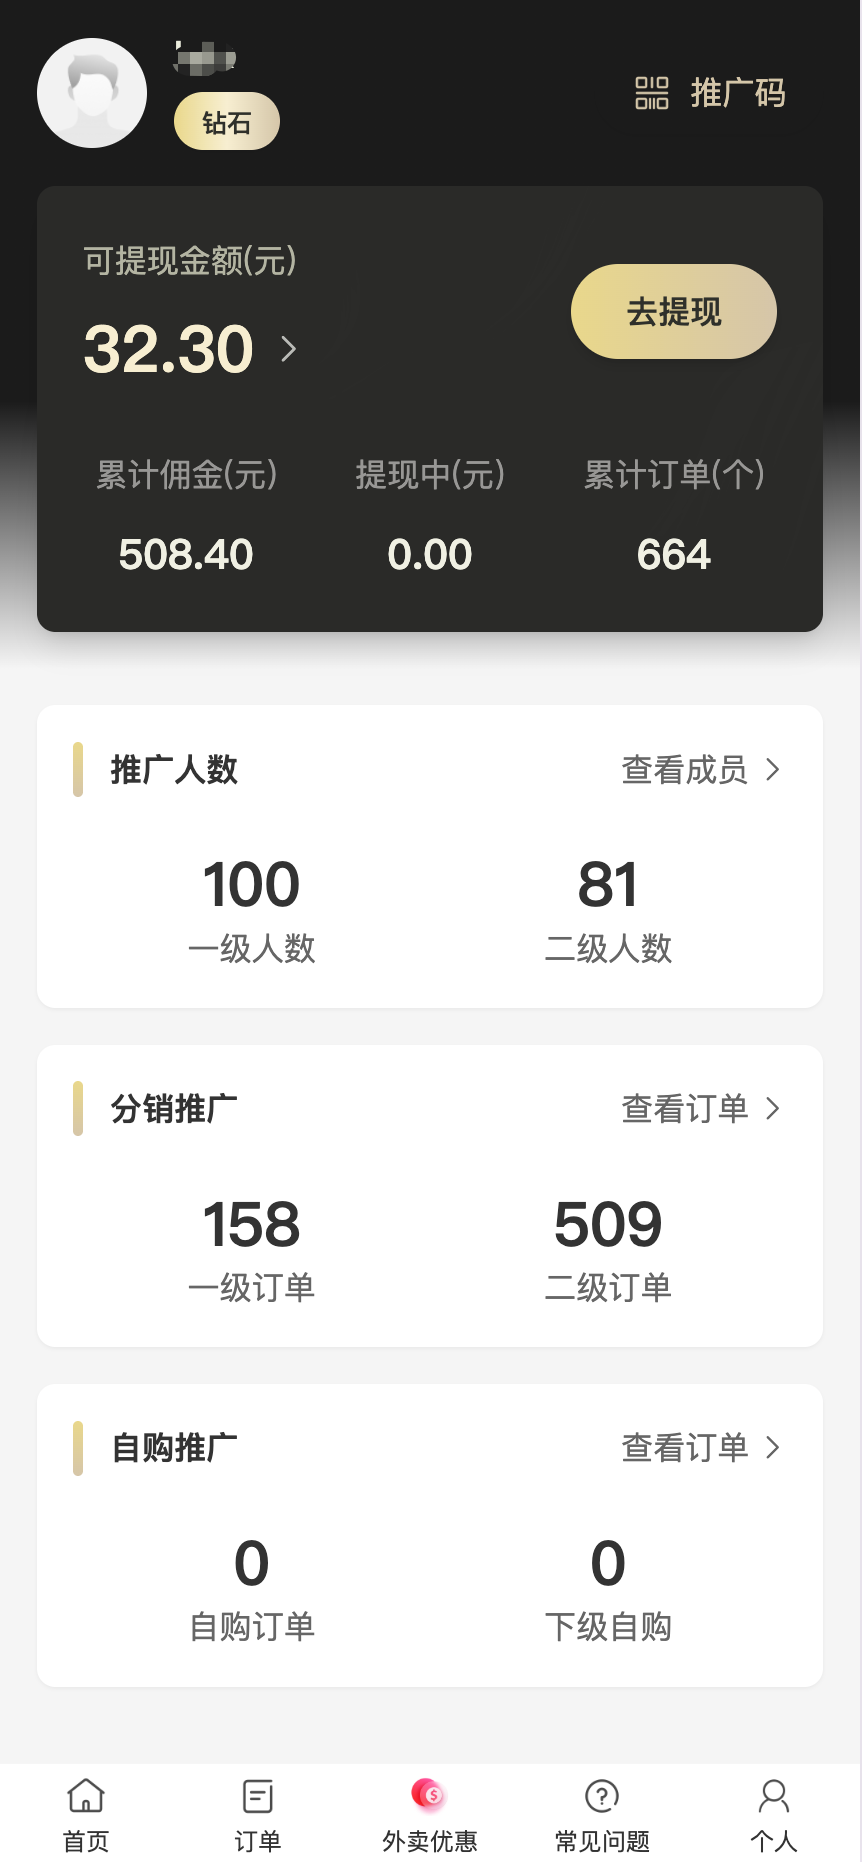 钻石
推广码
可提现金额(元)
32.30
去提现
累计佣金(元) 提现中(元) 累计订单(个)
508.40 0.00 664
推广人数 查看成员
100 81
一级人数 二级人数
分销推广 查看订单
158 509
一级订单 二级订单
自购推广 查看订单
0 0
自购订单 下级自购
首页 订单 外卖优惠 常见问题 个人